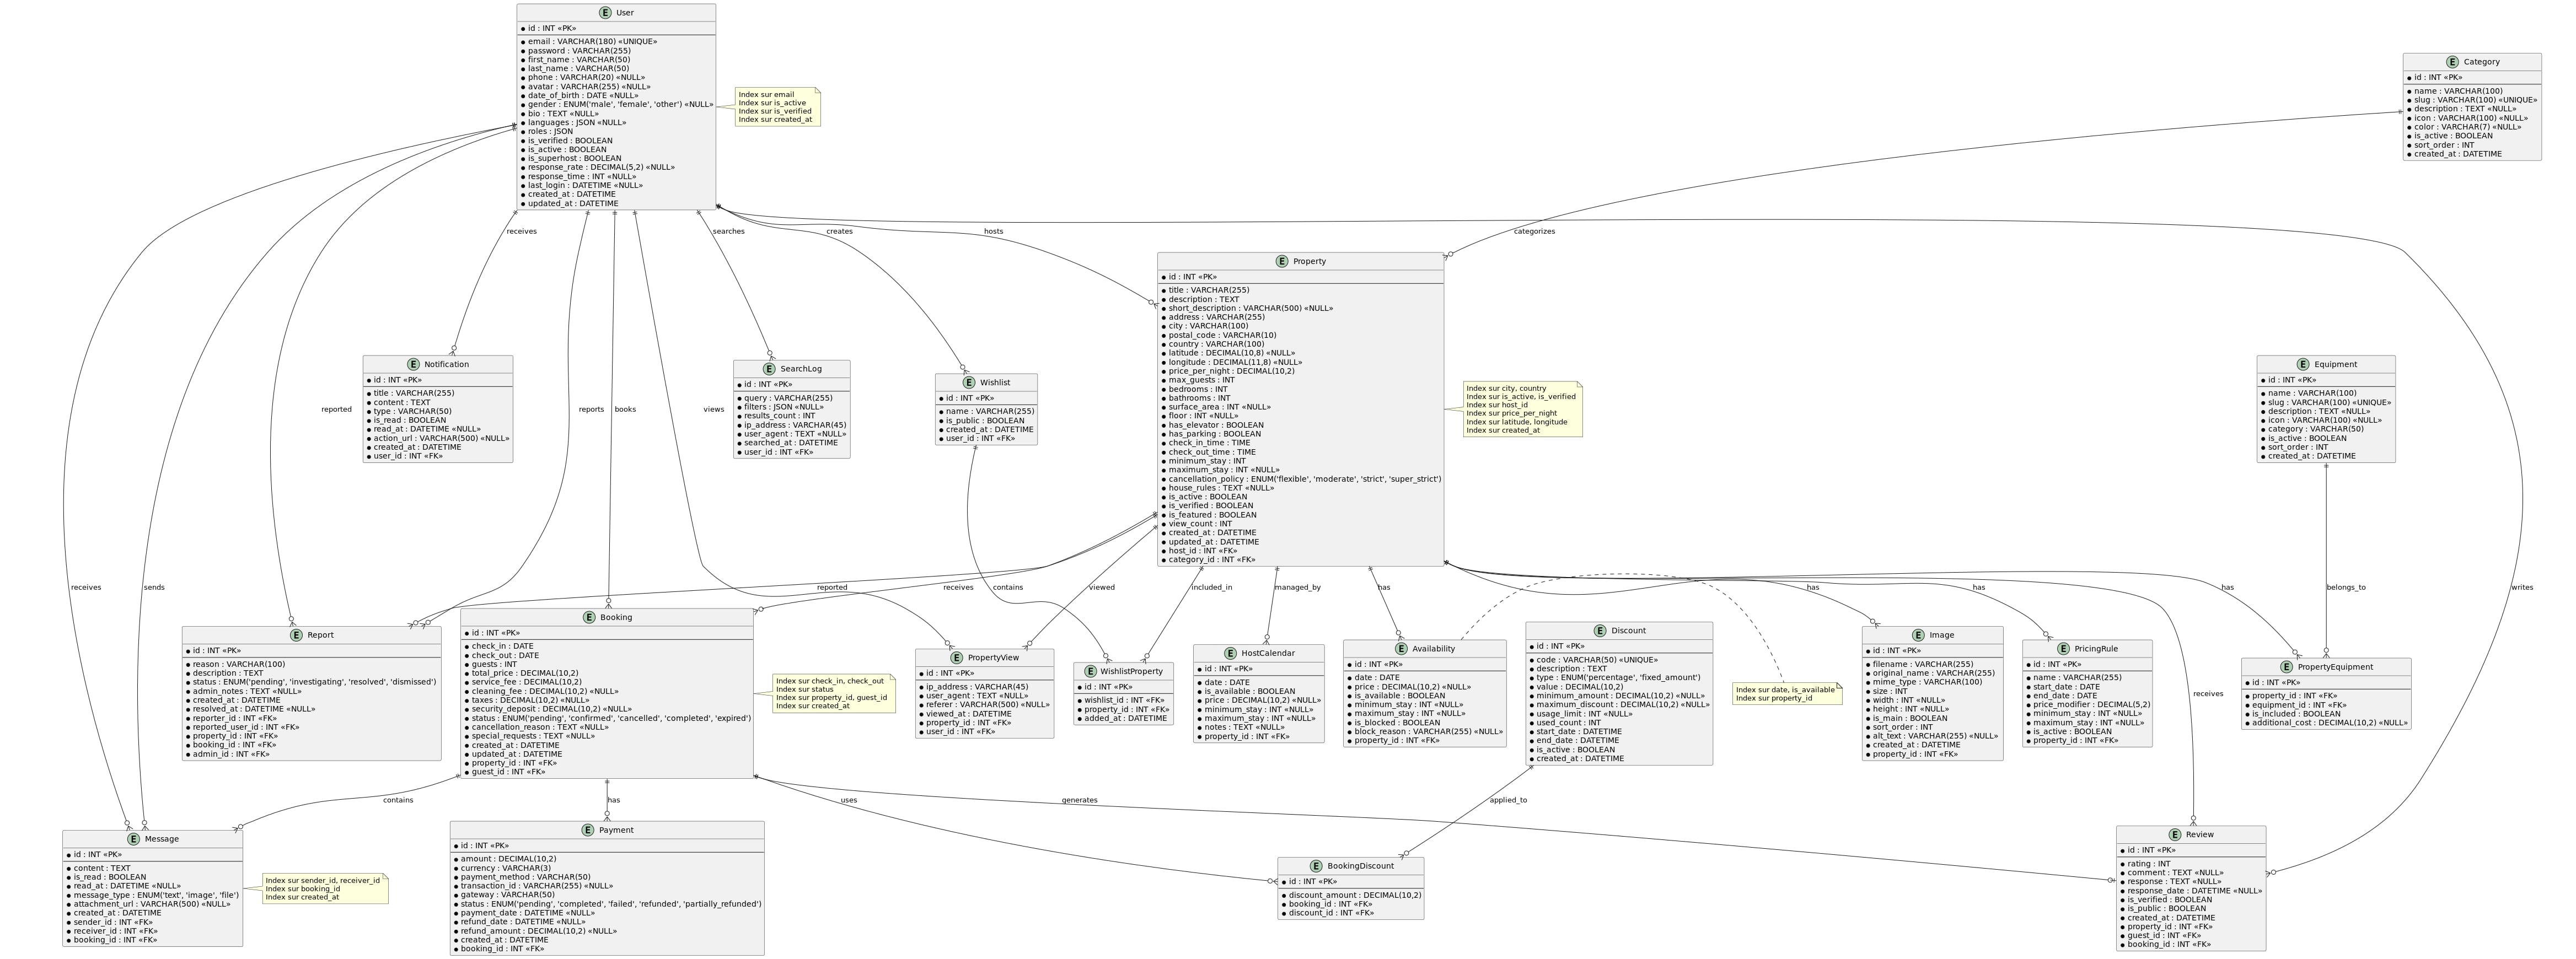 E User
id : INT «PK»
email : VARCHAR(180) «UNIQUE»
password : VARCHAR(255)
first_name : VARCHAR(50)
last_name : VARCHAR(50)
phone : VARCHAR(20) «NULL»
avatar : VARCHAR(255) «NULL»
date_of_birth : DATE «NULL»
gender : ENUM('male', 'female', 'other') «NULL»
bio : TEXT «NULL»
languages : JSON «NULL»
roles : JSON
is_verified : BOOLEAN
is_active : BOOLEAN
is_superhost : BOOLEAN
response_rate : DECIMAL(5,2) «NULL»
response_time : INT «NULL»
last_login : DATETIME «NULL»
created_at : DATETIME
updated_at : DATETIME
Index sur email
Index sur is_active
Index sur is_verified
Index sur created_at
E Category
id : INT «PK»
name : VARCHAR(100)
slug : VARCHAR(100) «UNIQUE»
description : TEXT «NULL»
icon : VARCHAR(100) «NULL»
color : VARCHAR(7) «NULL»
is_active : BOOLEAN
sort_order : INT
created_at : DATETIME
receives
searches
creates
hosts
categorizes
E Property
id : INT «PK»
title : VARCHAR(255)
description : TEXT
short_description : VARCHAR(500) «NULL»
address : VARCHAR(255)
city : VARCHAR(100)
postal_code : VARCHAR(10)
country : VARCHAR(100)
latitude : DECIMAL(10,8) «NULL»
longitude : DECIMAL(11,8) «NULL»
price_per_night : DECIMAL(10,2)
max_guests : INT
bedrooms : INT
bathrooms : INT
surface_area : INT «NULL»
floor : INT «NULL»
has_elevator : BOOLEAN
has_parking : BOOLEAN
check_in_time : TIME
check_out_time : TIME
minimum_stay : INT
maximum_stay : INT «NULL»
cancellation_policy : ENUM('flexible', 'moderate', 'strict', 'super_strict')
house_rules : TEXT «NULL»
is_active : BOOLEAN
is_verified : BOOLEAN
is_featured : BOOLEAN
view_count : INT
created_at : DATETIME
updated_at : DATETIME
host_id : INT «FK»
category_id : INT «FK»
Index sur city, country
Index sur is_active, is_verified
Index sur host_id
Index sur price_per_night
Index sur latitude, longitude
Index sur created_at
E Notification
id : INT «PK»
title : VARCHAR(255)
content : TEXT
type : VARCHAR(50)
is_read : BOOLEAN
read_at : DATETIME «NULL»
action_url : VARCHAR(500) «NULL»
created_at : DATETIME
user_id : INT «FK»
E SearchLog
id : INT «PK»
query : VARCHAR(255)
filters : JSON «NULL»
results_count : INT
ip_address : VARCHAR(45)
user_agent : TEXT «NULL»
searched_at : DATETIME
user_id : INT «FK»
E Wishlist
id : INT «PK»
name : VARCHAR(255)
is_public : BOOLEAN
created_at : DATETIME
user_id : INT «FK»
E Equipment
id : INT «PK»
name : VARCHAR(100)
slug : VARCHAR(100) «UNIQUE»
description : TEXT «NULL»
icon : VARCHAR(100) «NULL»
category : VARCHAR(50)
is_active : BOOLEAN
sort_order : INT
created_at : DATETIME
reported
reports
books
views
receives
sends
reported
receives
contains
viewed
included_in
managed_by
has
has
has
has
belongs_to
writes
E Report
id : INT «PK»
reason : VARCHAR(100)
description : TEXT
status : ENUM('pending', 'investigating', 'resolved', 'dismissed')
admin_notes : TEXT «NULL»
created_at : DATETIME
resolved_at : DATETIME «NULL»
reporter_id : INT «FK»
reported_user_id : INT «FK»
property_id : INT «FK»
booking_id : INT «FK»
admin_id : INT «FK»
E Booking
id : INT «PK»
check_in : DATE
check_out : DATE
guests : INT
total_price : DECIMAL(10,2)
service_fee : DECIMAL(10,2)
cleaning_fee : DECIMAL(10,2) «NULL»
taxes : DECIMAL(10,2) «NULL»
security_deposit : DECIMAL(10,2) «NULL»
status : ENUM('pending', 'confirmed', 'cancelled', 'completed', 'expired')
cancellation_reason : TEXT «NULL»
special_requests : TEXT «NULL»
created_at : DATETIME
updated_at : DATETIME
property_id : INT «FK»
guest_id : INT «FK»
Index sur check_in, check_out
Index sur status
Index sur property_id, guest_id
Index sur created_at
E PropertyView
id : INT «PK»
ip_address : VARCHAR(45)
user_agent : TEXT «NULL»
referer : VARCHAR(500) «NULL»
viewed_at : DATETIME
property_id : INT «FK»
user_id : INT «FK»
E WishlistProperty
id : INT «PK»
wishlist_id : INT «FK»
property_id : INT «FK»
added_at : DATETIME
E HostCalendar
id : INT «PK»
date : DATE
is_available : BOOLEAN
price : DECIMAL(10,2) «NULL»
minimum_stay : INT «NULL»
maximum_stay : INT «NULL»
notes : TEXT «NULL»
property_id : INT «FK»
E Availability
id : INT «PK»
date : DATE
price : DECIMAL(10,2) «NULL»
is_available : BOOLEAN
minimum_stay : INT «NULL»
maximum_stay : INT «NULL»
is_blocked : BOOLEAN
block_reason : VARCHAR(255) «NULL»
property_id : INT «FK»
E Discount
id : INT «PK»
code : VARCHAR(50) «UNIQUE»
description : TEXT
type : ENUM('percentage', 'fixed_amount')
value : DECIMAL(10,2)
minimum_amount : DECIMAL(10,2) «NULL»
maximum_discount : DECIMAL(10,2) «NULL»
usage_limit : INT «NULL»
used_count : INT
start_date : DATETIME
end_date : DATETIME
is_active : BOOLEAN
created_at : DATETIME
Index sur date, is_available
Index sur property_id
E Image
id : INT «PK»
filename : VARCHAR(255)
original_name : VARCHAR(255)
mime_type : VARCHAR(100)
size : INT
width : INT «NULL»
height : INT «NULL»
is_main : BOOLEAN
sort_order : INT
alt_text : VARCHAR(255) «NULL»
created_at : DATETIME
property_id : INT «FK»
E PricingRule
id : INT «PK»
name : VARCHAR(255)
start_date : DATE
end_date : DATE
price_modifier : DECIMAL(5,2)
minimum_stay : INT «NULL»
maximum_stay : INT «NULL»
is_active : BOOLEAN
property_id : INT «FK»
receives
E PropertyEquipment
id : INT «PK»
property_id : INT «FK»
equipment_id : INT «FK»
is_included : BOOLEAN
additional_cost : DECIMAL(10,2) «NULL»
contains
has
uses
generates
applied_to
E Message
id : INT «PK»
content : TEXT
is_read : BOOLEAN
read_at : DATETIME «NULL»
message_type : ENUM('text', 'image', 'file')
attachment_url : VARCHAR(500) «NULL»
created_at : DATETIME
sender_id : INT «FK»
receiver_id : INT «FK»
booking_id : INT «FK»
Index sur sender_id, receiver_id
Index sur booking_id
Index sur created_at
E Payment
id : INT «PK»
amount : DECIMAL(10,2)
currency : VARCHAR(3)
payment_method : VARCHAR(50)
transaction_id : VARCHAR(255) «NULL»
gateway : VARCHAR(50)
status : ENUM('pending', 'completed', 'failed', 'refunded', 'partially_refunded')
payment_date : DATETIME «NULL»
refund_date : DATETIME «NULL»
refund_amount : DECIMAL(10,2) «NULL»
created_at : DATETIME
booking_id : INT «FK»
E BookingDiscount
id : INT «PK»
discount_amount : DECIMAL(10,2)
booking_id : INT «FK»
discount_id : INT «FK»
E Review
id : INT «PK»
rating : INT
comment : TEXT «NULL»
response : TEXT «NULL»
response_date : DATETIME «NULL»
is_verified : BOOLEAN
is_public : BOOLEAN
created_at : DATETIME
property_id : INT «FK»
guest_id : INT «FK»
booking_id : INT «FK»